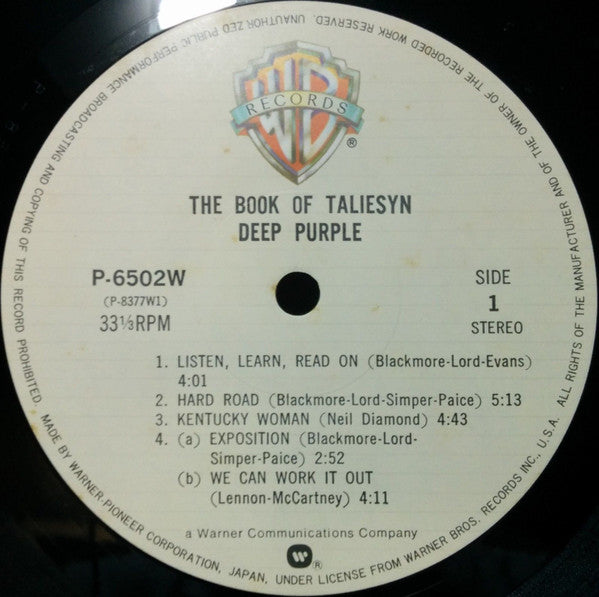 WB
RECORDS
®
THE BOOK OF TALIESYN
DEEP PURPLE
P-6502W
(P-8377W1)
33⅓RPM
SIDE
1
STEREO
1. LISTEN, LEARN, READ ON (Blackmore-Lord-Evans)
4:01
2. HARD ROAD (Blackmore-Lord-Simper-Paice) 5:13
3. KENTUCKY WOMAN (Neil Diamond) 4:43
4. (a) EXPOSITION (Blackmore-Lord-
Simper-Paice) 2:52
(b) WE CAN WORK IT OUT
(Lennon-McCartney) 4:11
a Warner Communications Company
W®
MADE BY WARNER-PIONEER CORPORATION, JAPAN, UNDER LICENSE FROM WARNER BROS. RECORDS INC., U.S.A. ALL RIGHTS OF THE MANUFACTURER AND OF THE OWNER OF THE RECORDED WORK RESERVED. UNAUTHORIZED PUBLIC PERFORMANCE BROADCASTING AND COPYING OF THIS RECORD PROHIBITED.